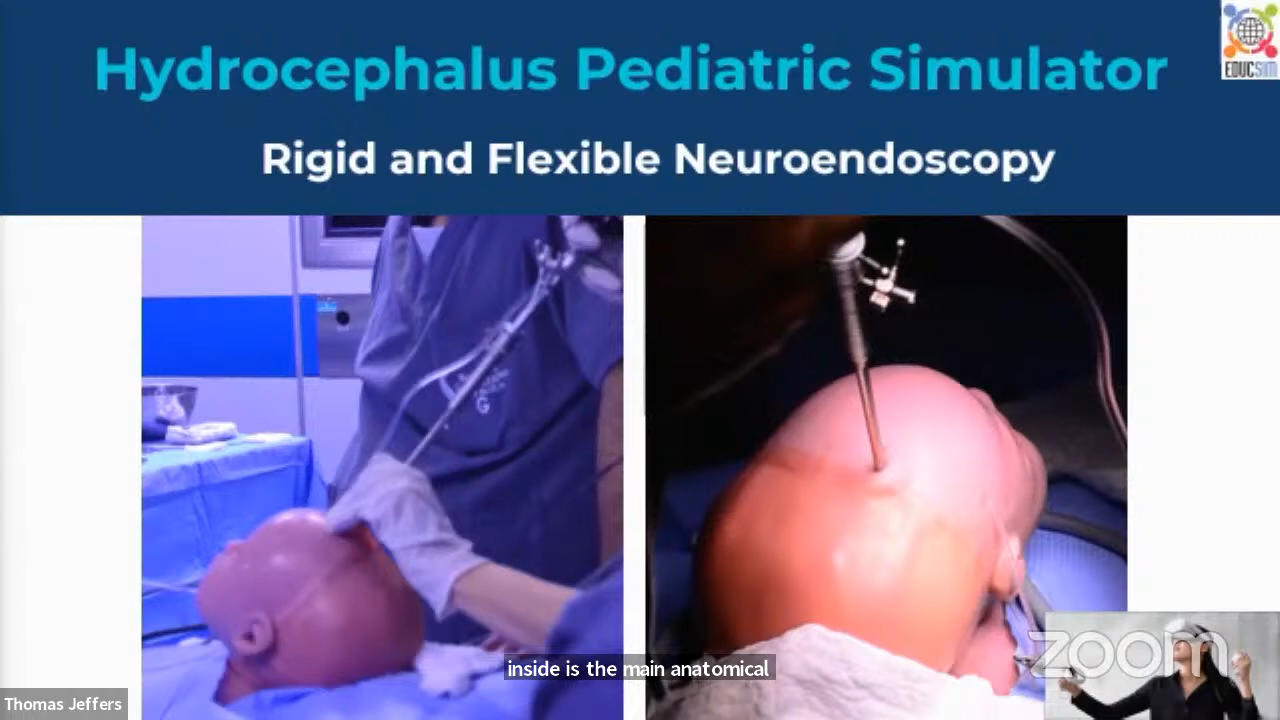 Hydrocephalus Pediatric Simulator
EDUCSIM
Rigid and Flexible Neuroendoscopy
G
inside is the main anatomical
zoom
Thomas Jeffers